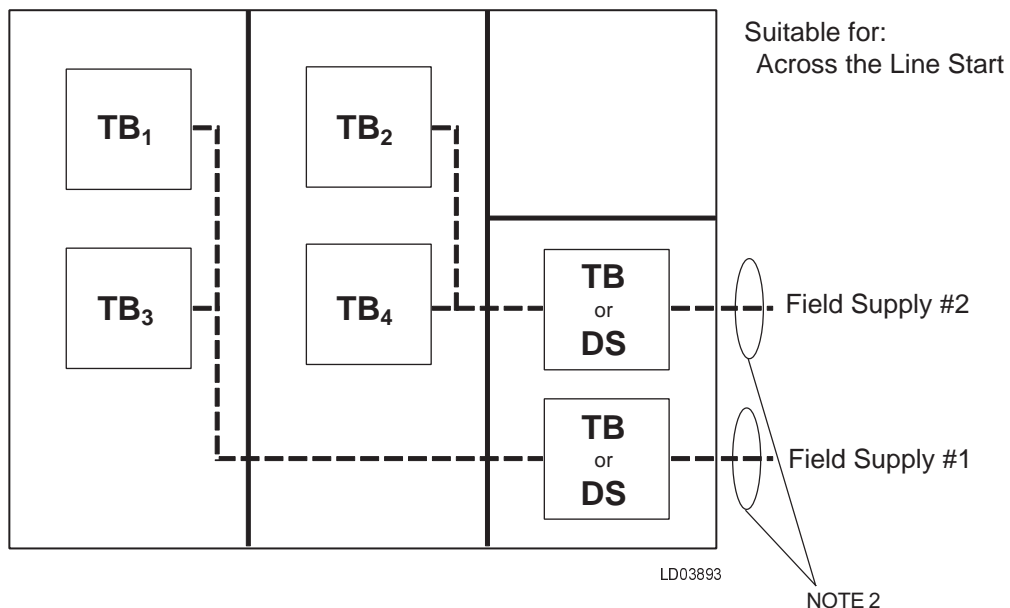 Suitable for:
Across the Line Start
TB₁
TB₂
TB₃
TB₄
TB
or
DS
Field Supply #2
TB
or
DS
Field Supply #1
LD03893
NOTE 2